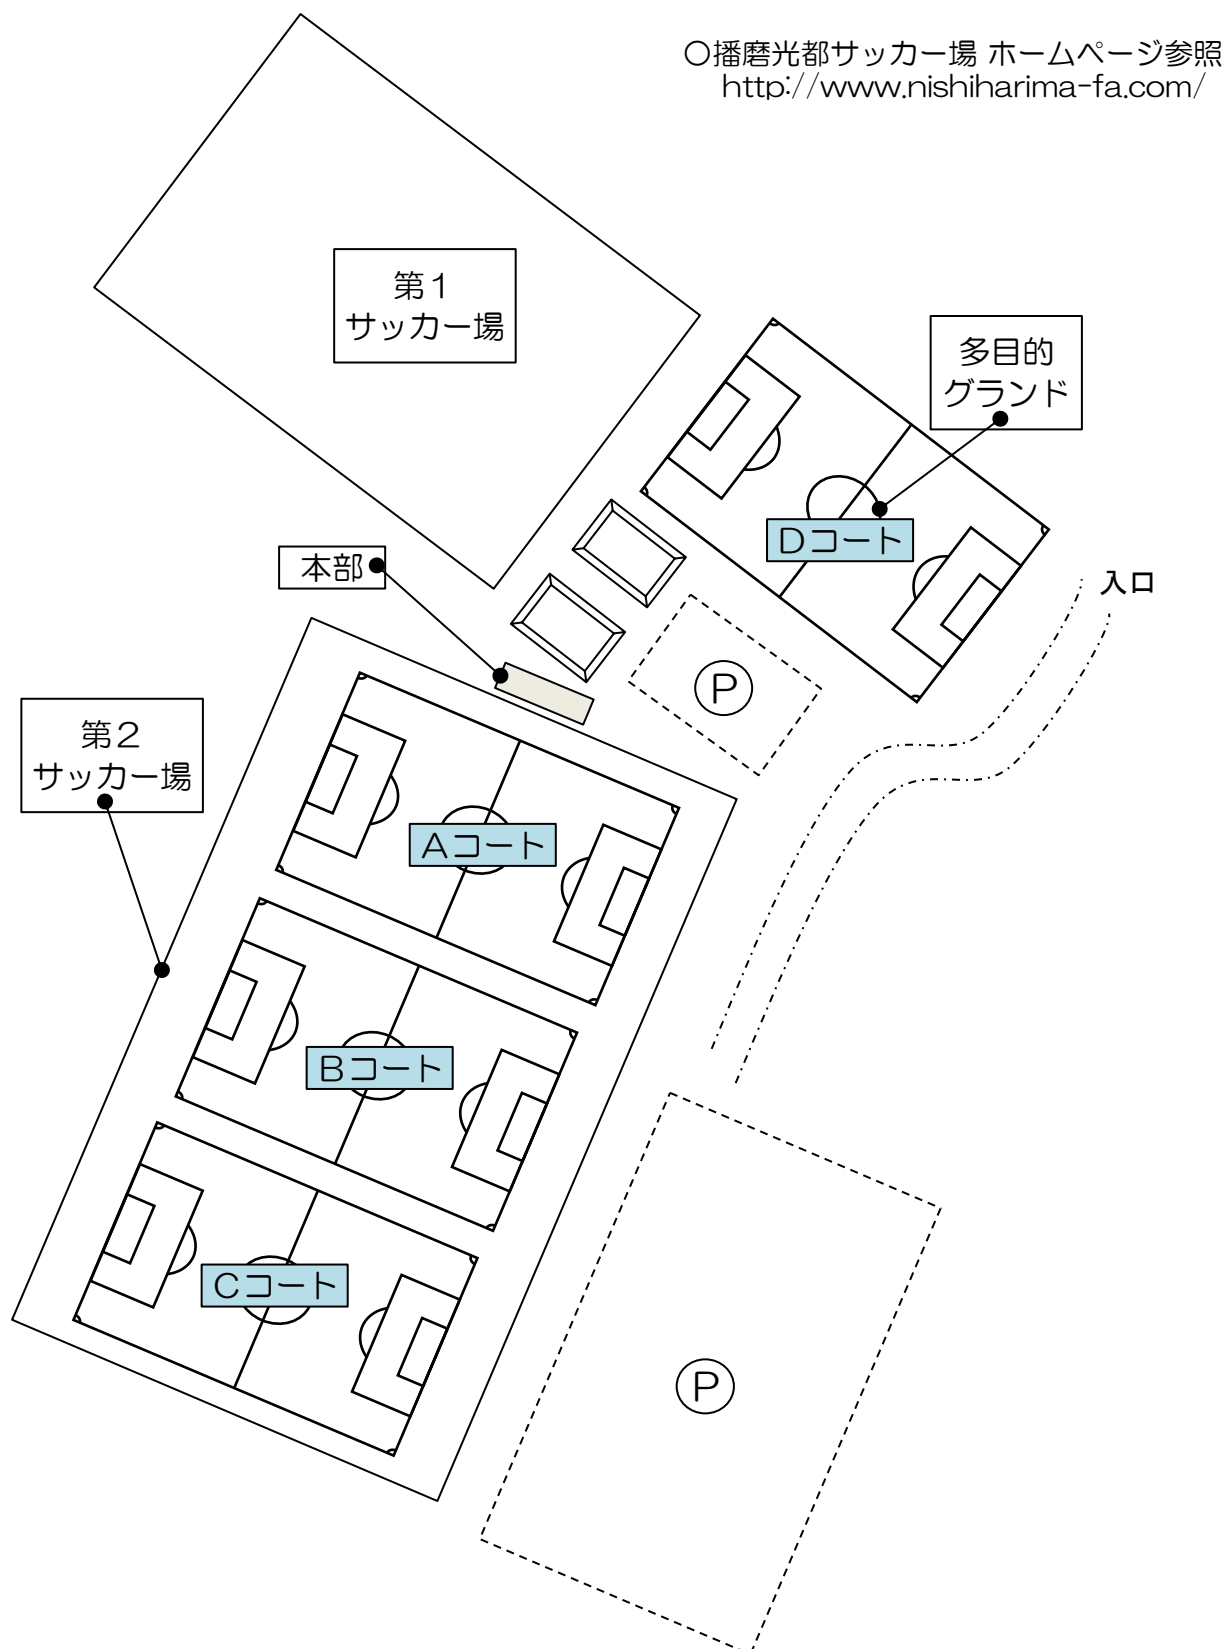 〇播磨光都サッカー場 ホームページ参照
http://www.nishiharima-fa.com/
第１
サッカー場
多目的
グランド
Dコート
本部
入口
P
第２
サッカー場
Aコート
Bコート
Cコート
P